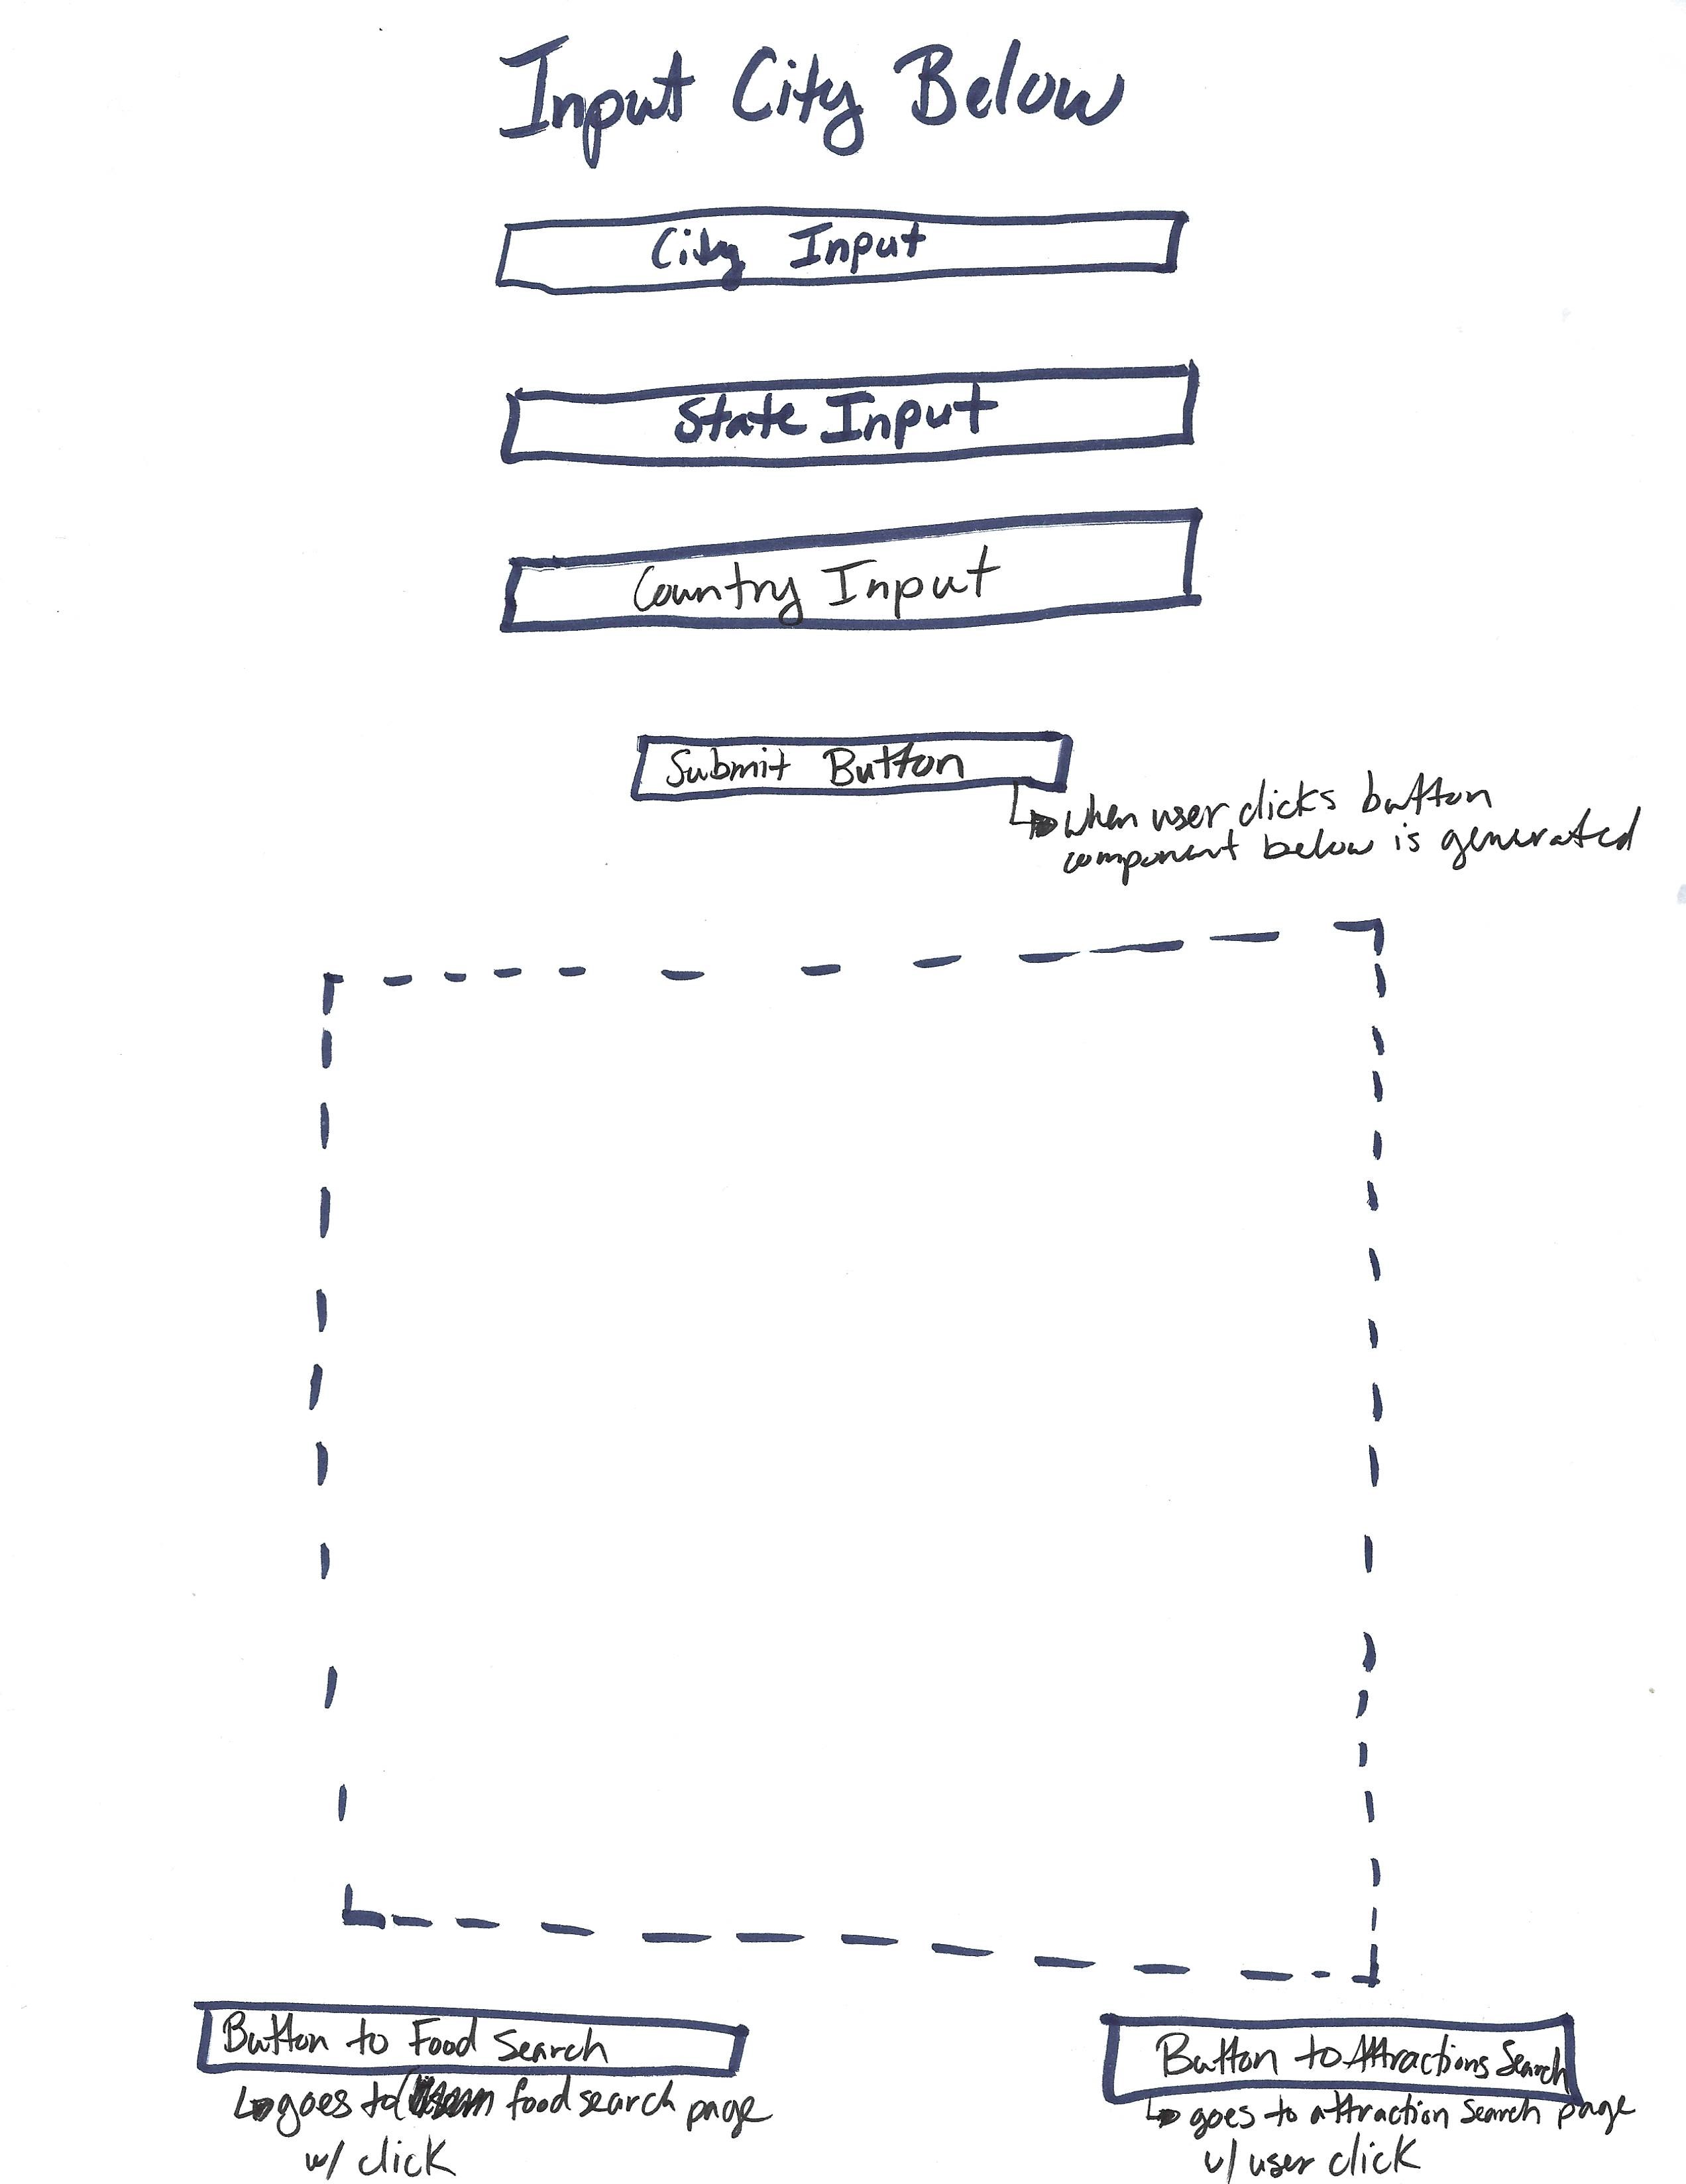 Input City Below
City Input
State Input
Country Input
Submit Button
when user clicks button
component below is generated
Button to Food Search
goes to food search page
w/ click
Button to Attractions Search
goes to attraction search page
w/ user click